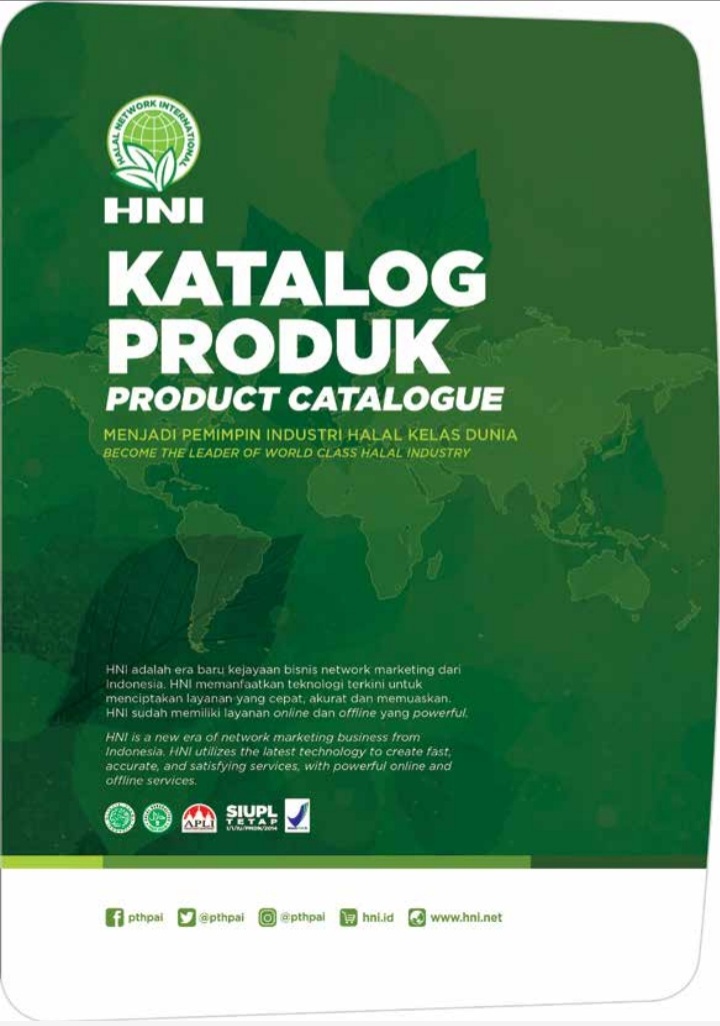 HALAL NETWORK INTERNATIONAL
HNI
KATALOG
PRODUK
PRODUCT CATALOGUE
MENJADI PEMIMPIN INDUSTRI HALAL KELAS DUNIA
BECOME THE LEADER OF WORLD CLASS HALAL INDUSTRY
HNI adalah era baru kejayaan bisnis network marketing dari
Indonesia. HNI memanfaatkan teknologi terkini untuk
menciptakan layanan yang cepat, akurat dan memuaskan.
HNI sudah memiliki layanan online dan offline yang powerful.
HNI is a new era of network marketing business from
Indonesia. HNI utilizes the latest technology to create fast,
accurate, and satisfying services, with powerful online and
offline services.
APLI
SIUPL
TETAP
pthpai @pthpai @pthpai hni.id www.hni.net